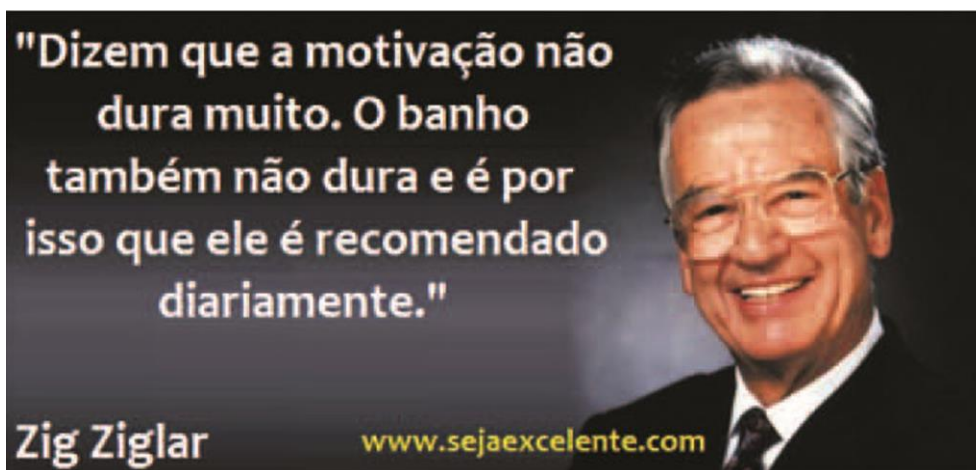 "Dizem que a motivação não
dura muito. O banho
também não dura e é por
isso que ele é recomendado
diariamente."
Zig Ziglar
www.sejaexcelente.com